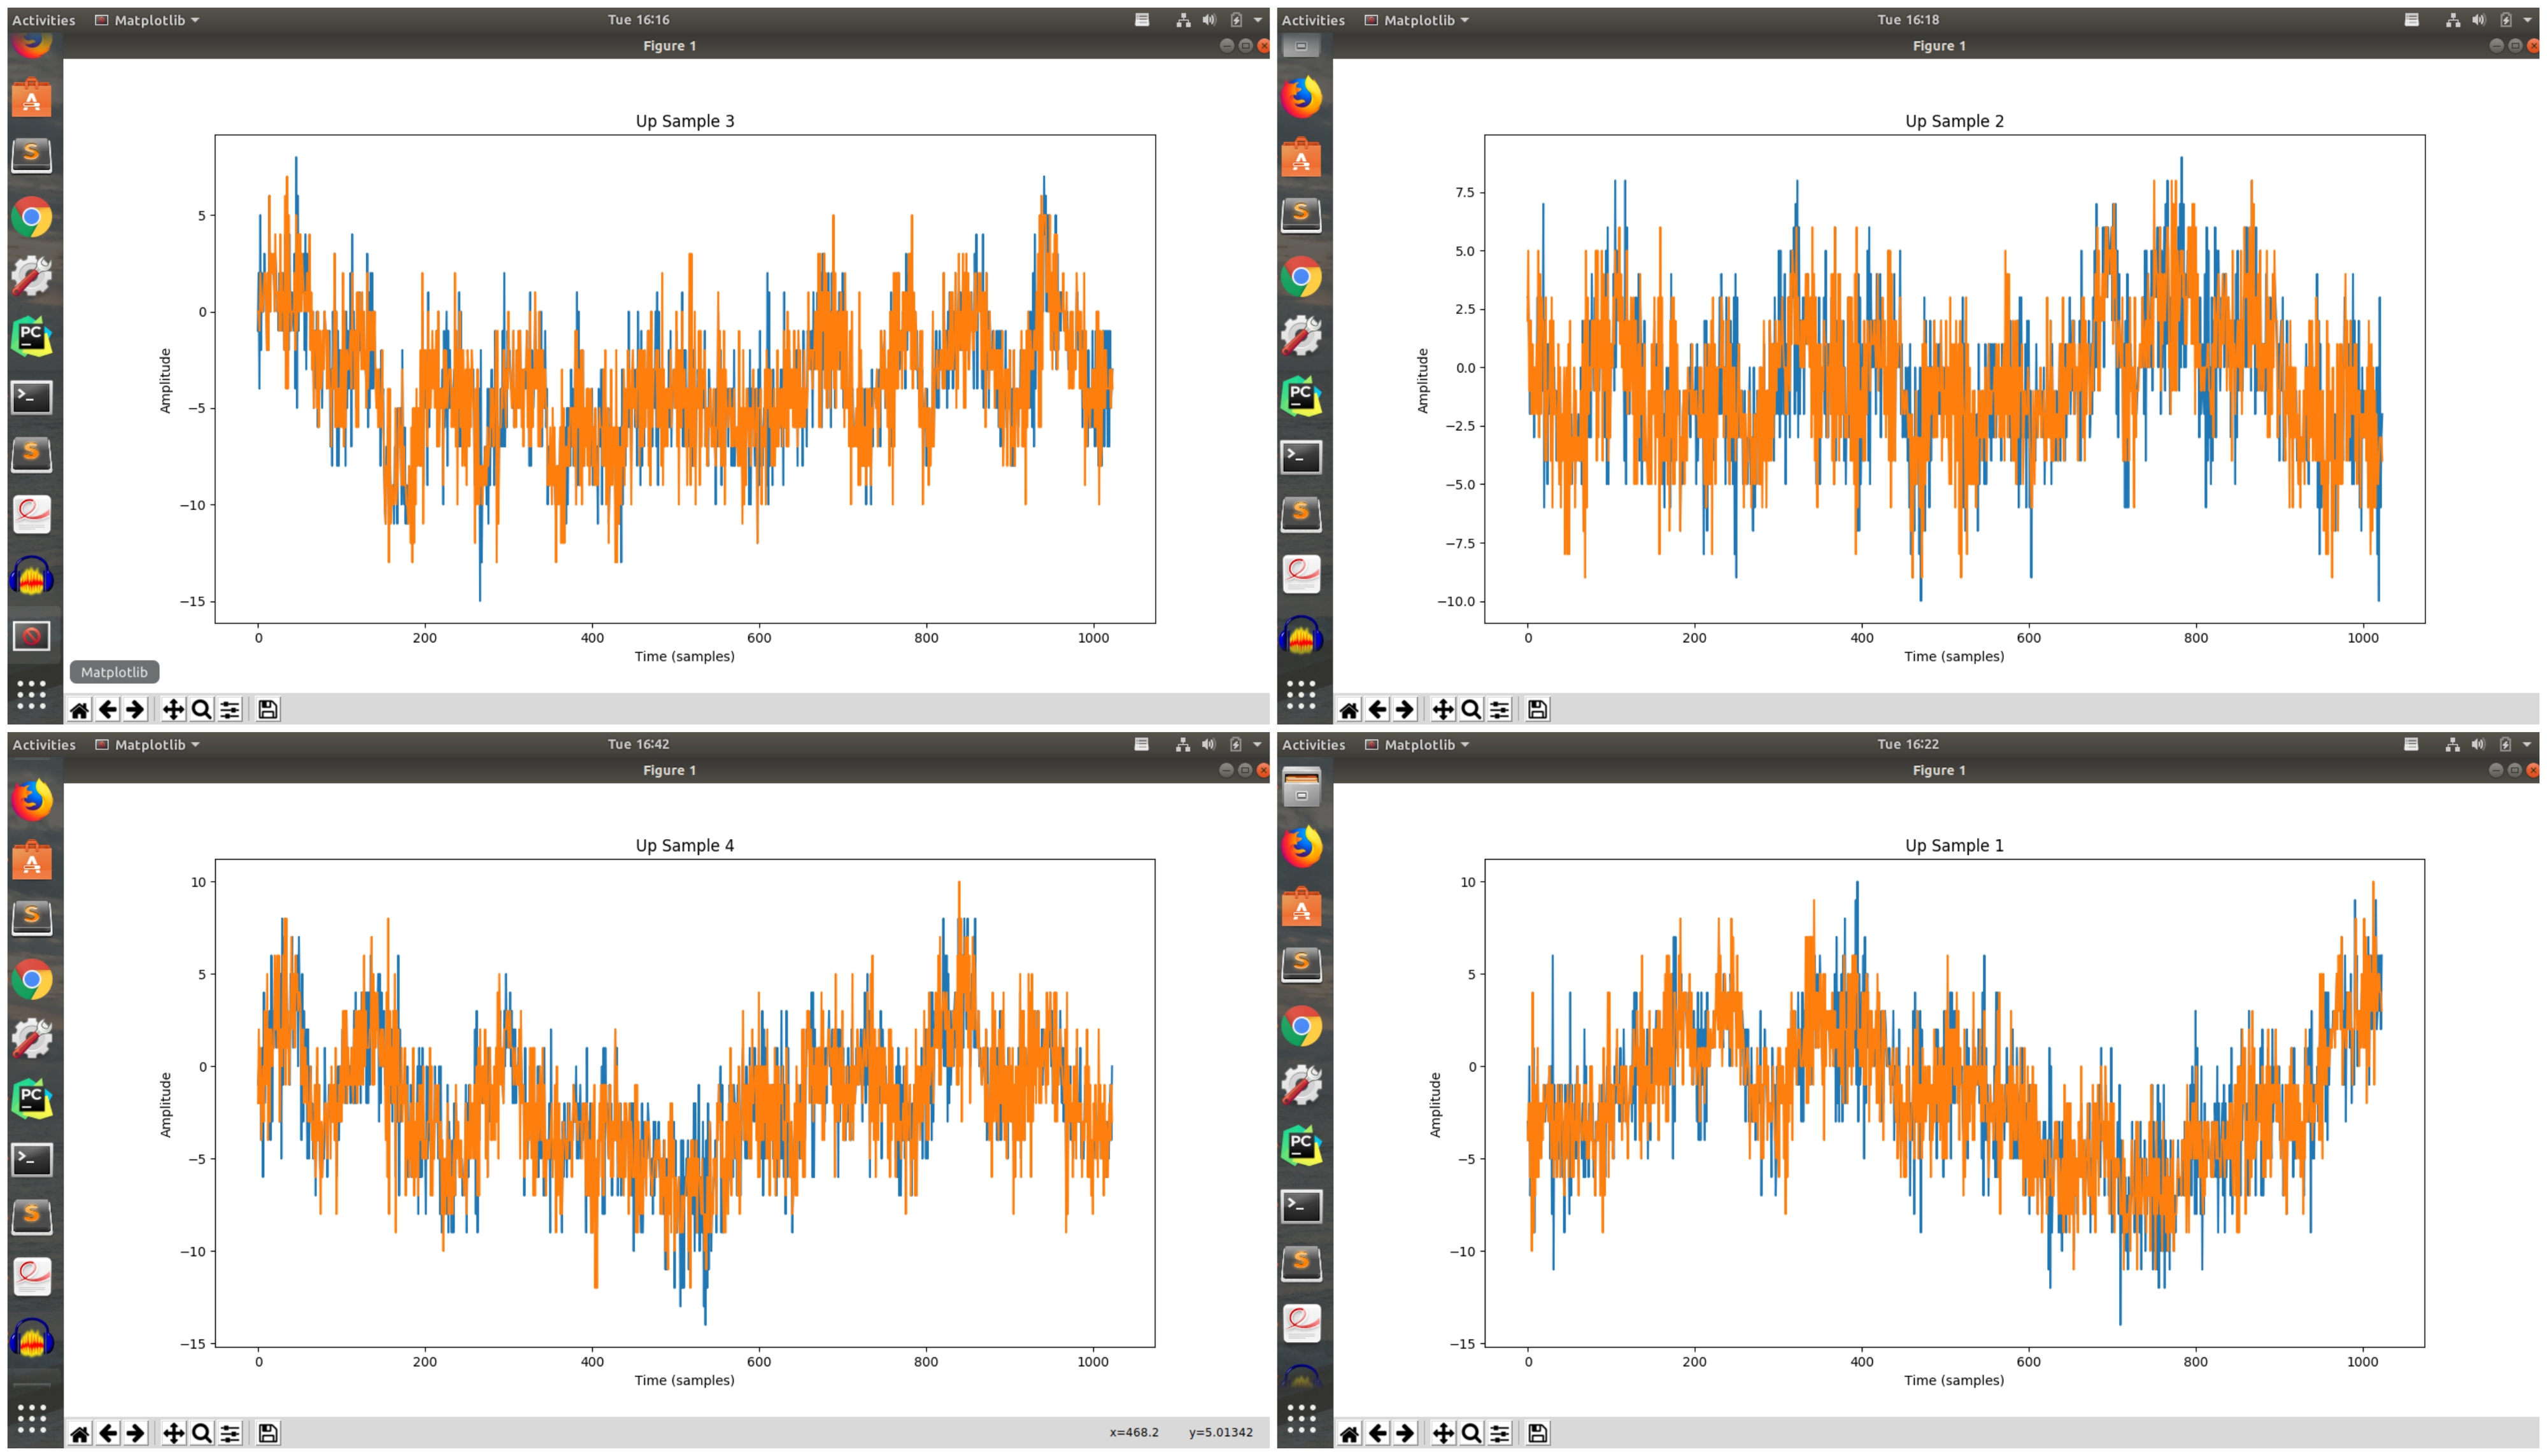 Activities Matplotlib Tue 16:16
Figure 1
Up Sample 3
Amplitude
5
0
−5
−10
−15
0 200 400 600 800 1000
Time (samples)
Matplotlib
Activities Matplotlib Tue 16:18
Figure 1
Up Sample 2
Amplitude
7.5
5.0
2.5
0.0
−2.5
−5.0
−7.5
−10.0
0 200 400 600 800 1000
Time (samples)
Activities Matplotlib Tue 16:42
Figure 1
Up Sample 4
Amplitude
10
5
0
−5
−10
−15
0 200 400 600 800 1000
Time (samples)
x=468.2 y=5.01342
Activities Matplotlib Tue 16:22
Figure 1
Up Sample 1
Amplitude
10
5
0
−5
−10
−15
0 200 400 600 800 1000
Time (samples)